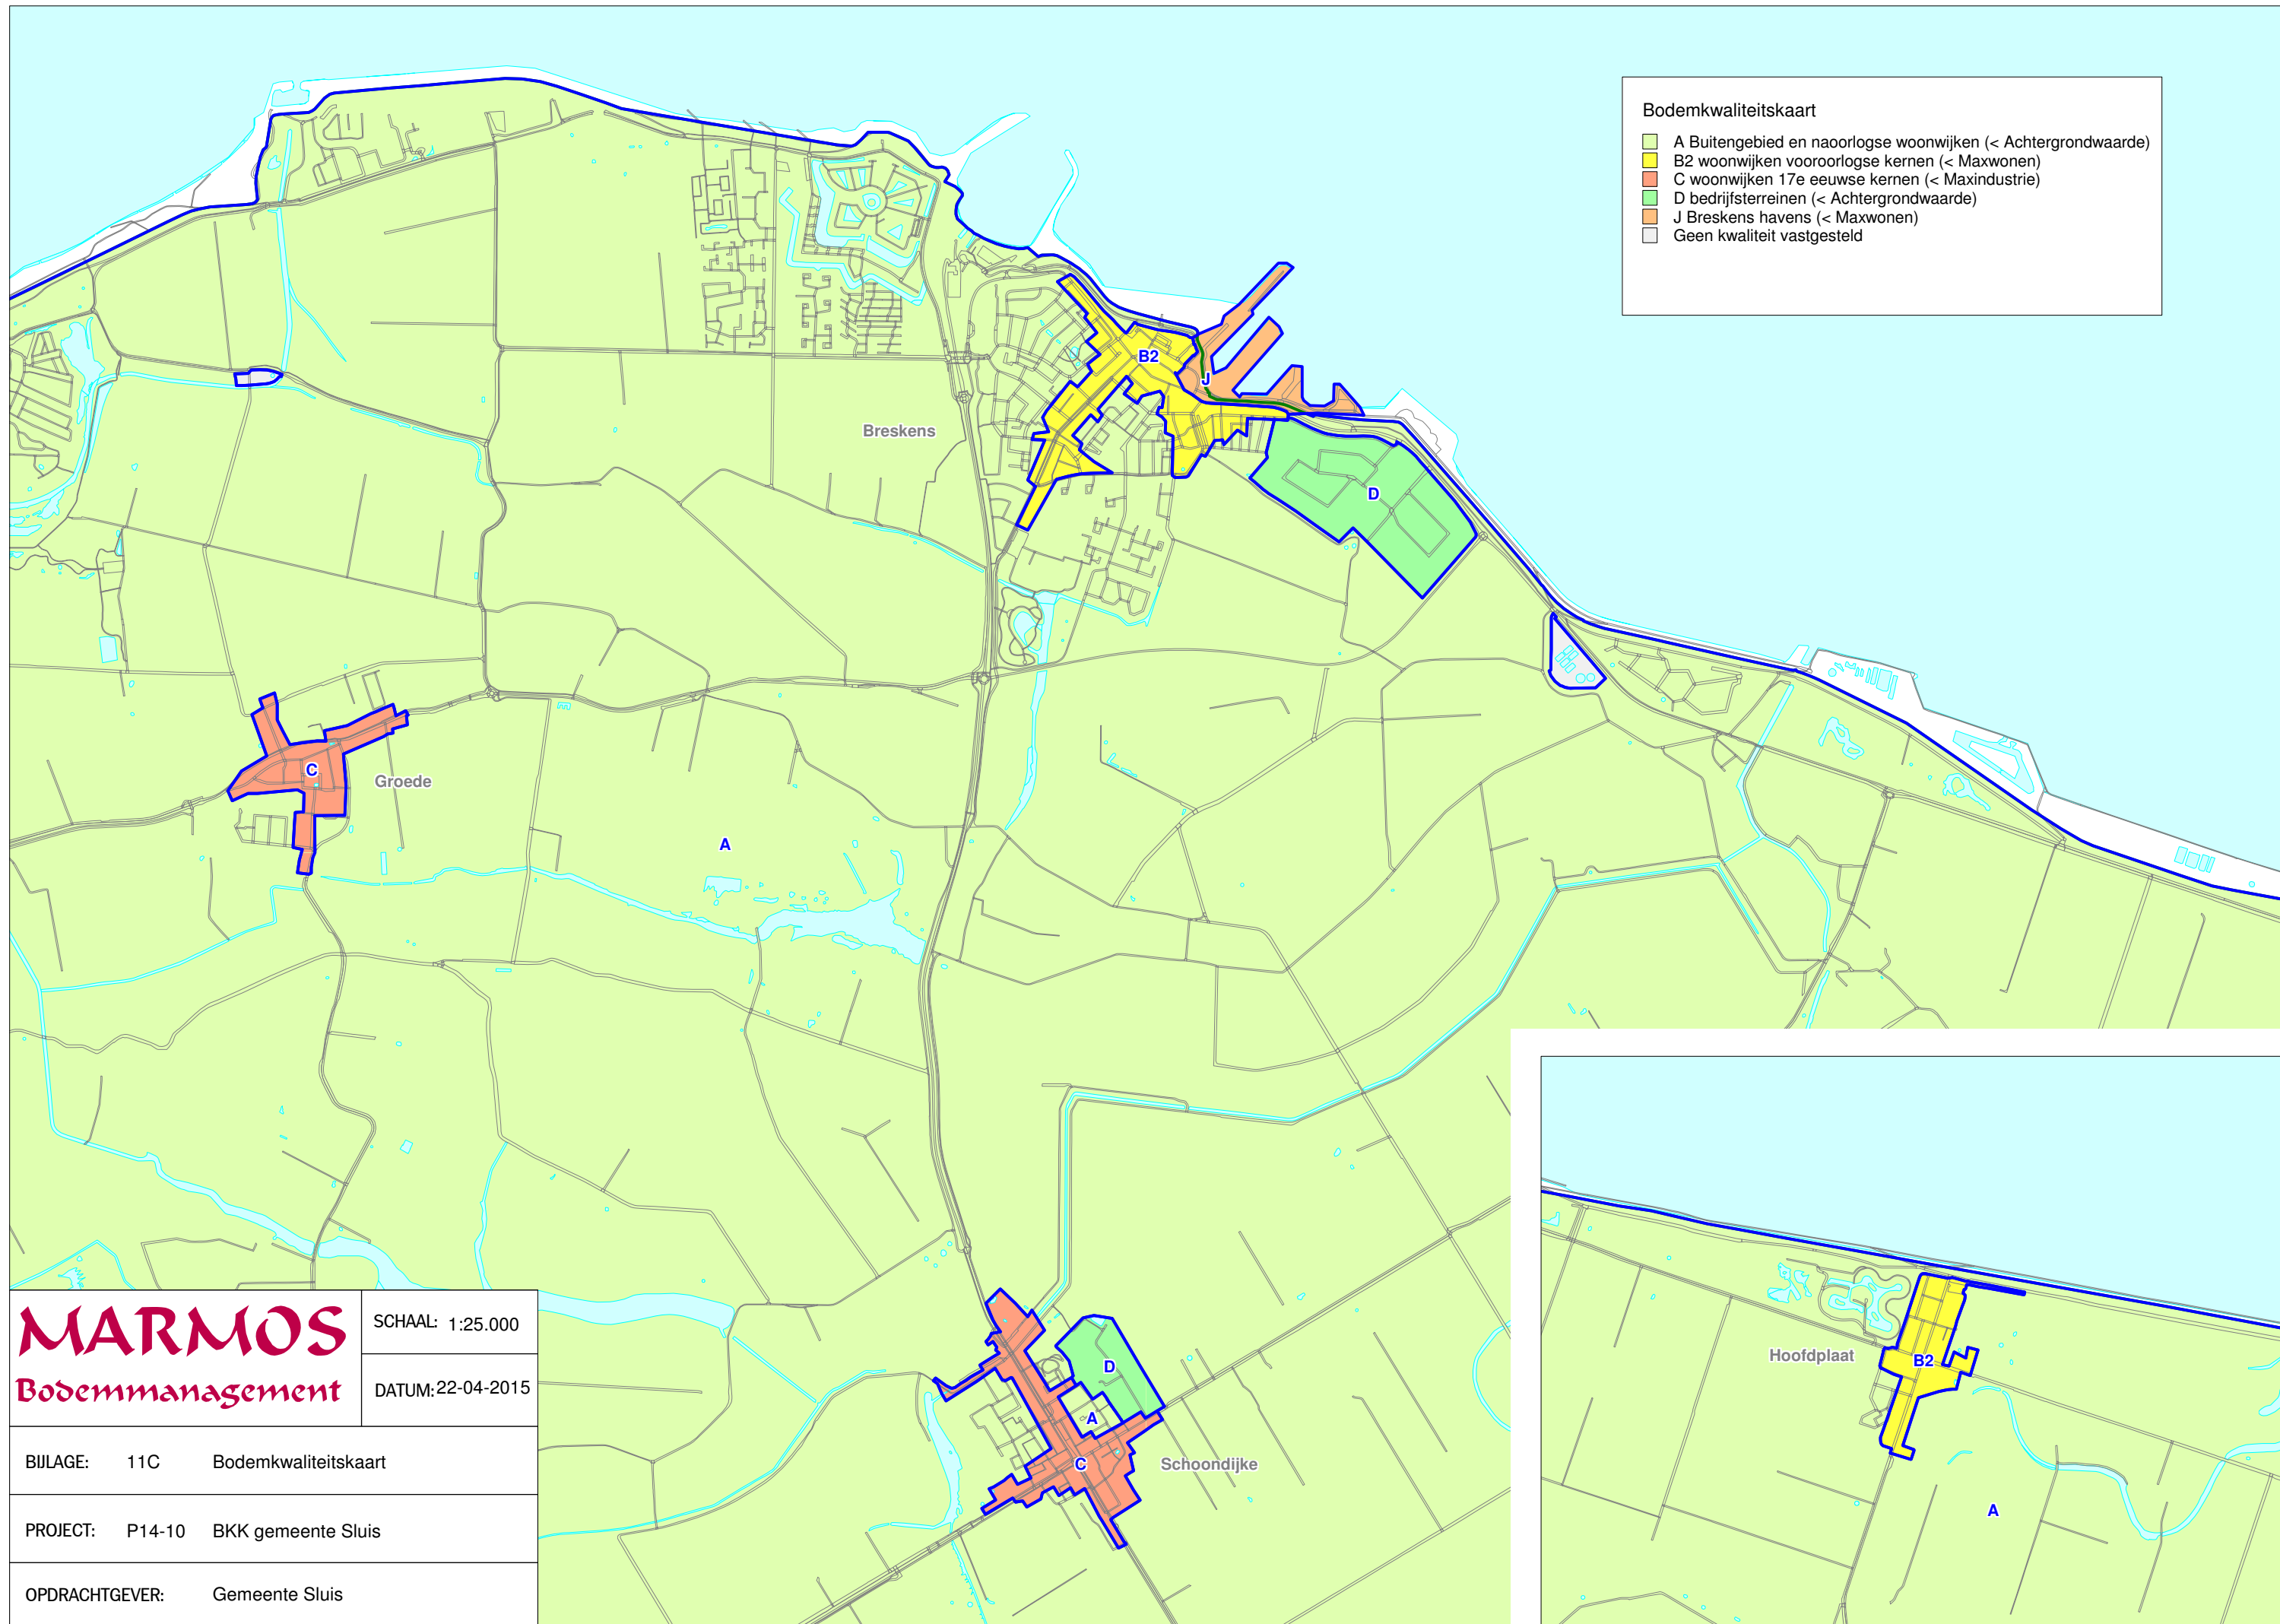 Bodemkwaliteitskaart
A Buitengebied en naoorlogse woonwijken (< Achtergrondwaarde)
B2 woonwijken vooroorlogse kernen (< Maxwonen)
C woonwijken 17e eeuwse kernen (< Maxindustrie)
D bedrijfsterreinen (< Achtergrondwaarde)
J Breskens havens (< Maxwonen)
Geen kwaliteit vastgesteld
B2
J
Breskens
D
C
Groede
A
D
A
C
Schoondijke
Hoofdplaat
B2
A
MARMOS
Bodemmanagement
SCHAAL: 1:25.000
DATUM: 22-04-2015
BIJLAGE: 11C Bodemkwaliteitskaart
PROJECT: P14-10 BKK gemeente Sluis
OPDRACHTGEVER: Gemeente Sluis